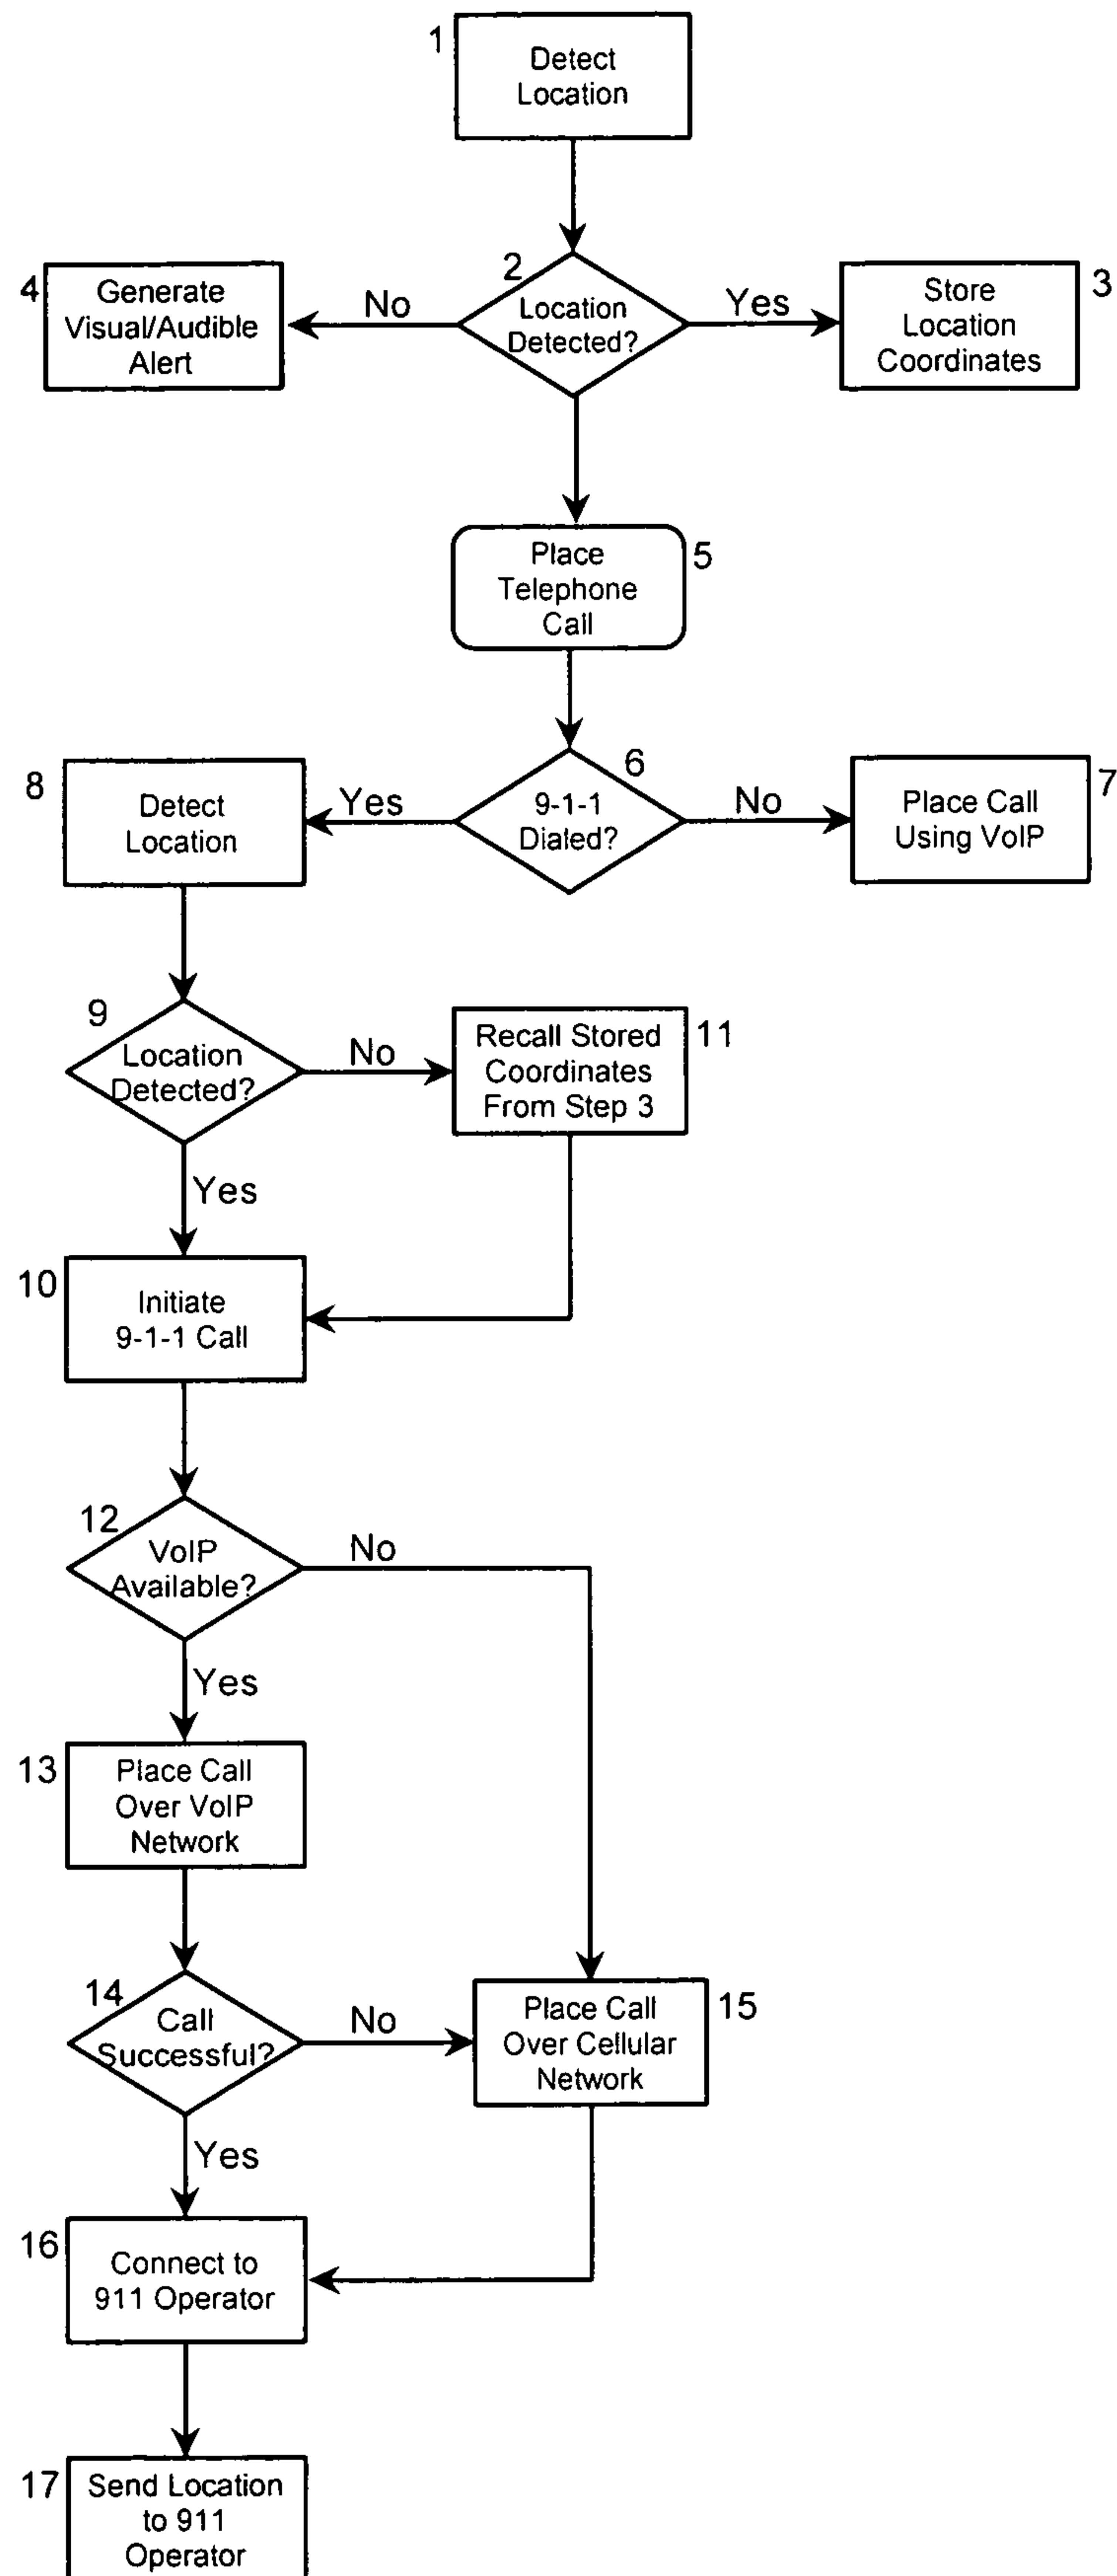 1
Detect
Location
2
Location
Detected?
No
Yes
4
Generate
Visual/Audible
Alert
3
Store
Location
Coordinates
5
Place
Telephone
Call
6
9-1-1
Dialed?
Yes
No
8
Detect
Location
7
Place Call
Using VoIP
9
Location
Detected?
No
Yes
11
Recall Stored
Coordinates
From Step 3
10
Initiate
9-1-1 Call
12
VoIP
Available?
No
Yes
13
Place Call
Over VoIP
Network
14
Call
Successful?
No
Yes
15
Place Call
Over Cellular
Network
16
Connect to
911 Operator
17
Send Location
to 911
Operator